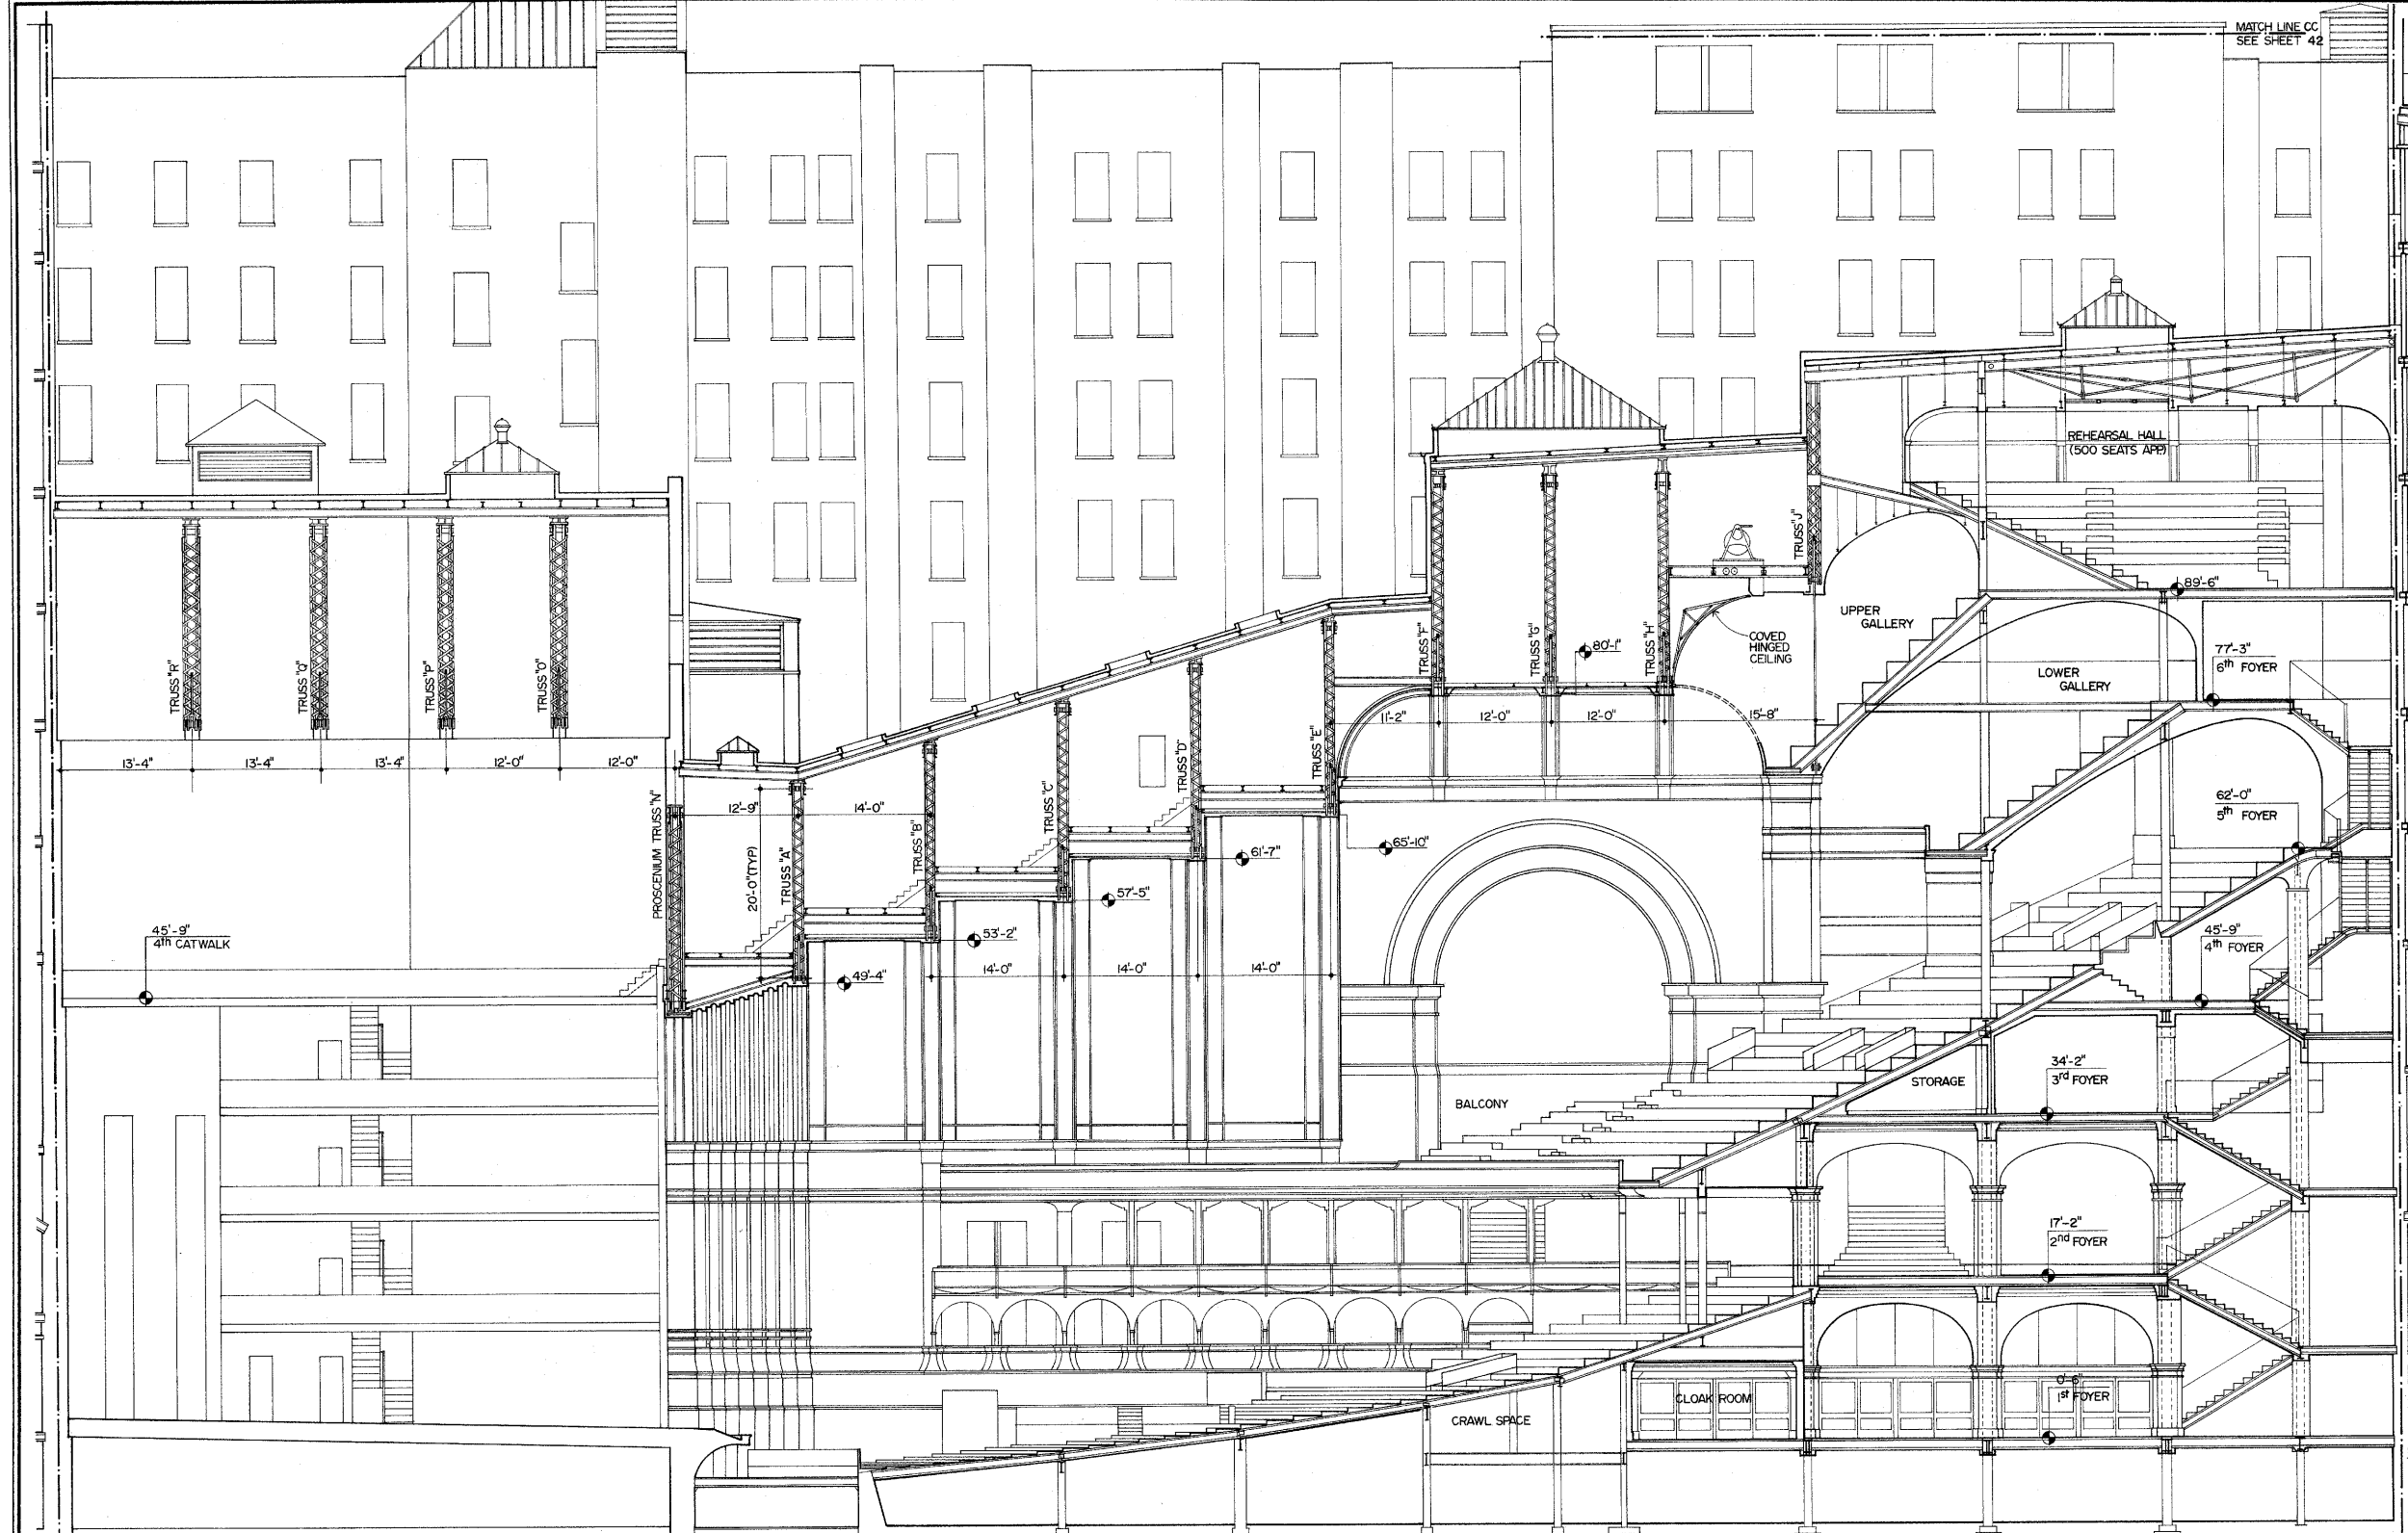 MATCH LINE CC
SEE SHEET 42
REHEARSAL HALL
(500 SEATS APP)
TRUSS "J"
89'-6"
UPPER
GALLERY
COVED
HINGED
CEILING
TRUSS "F"
TRUSS "G"
80'-1"
TRUSS "H"
LOWER
GALLERY
77'-3"
6th FOYER
TRUSS "R"
TRUSS "Q"
TRUSS "P"
TRUSS "O"
11'-2"
12'-0"
12'-0"
15'-8"
13'-4"
13'-4"
13'-4"
12'-0"
12'-0"
TRUSS "E"
TRUSS "D"
TRUSS "C"
TRUSS "B"
TRUSS "A"
PROSCENIUM TRUSS "N"
12'-9"
14'-0"
20'-0" (TYP)
62'-0"
5th FOYER
65'-10"
61'-7"
57'-5"
53'-2"
49'-4"
14'-0"
14'-0"
14'-0"
45'-9"
4th CATWALK
45'-9"
4th FOYER
34'-2"
3rd FOYER
STORAGE
BALCONY
17'-2"
2nd FOYER
0'-6"
1st FOYER
CLOAK ROOM
CRAWL SPACE